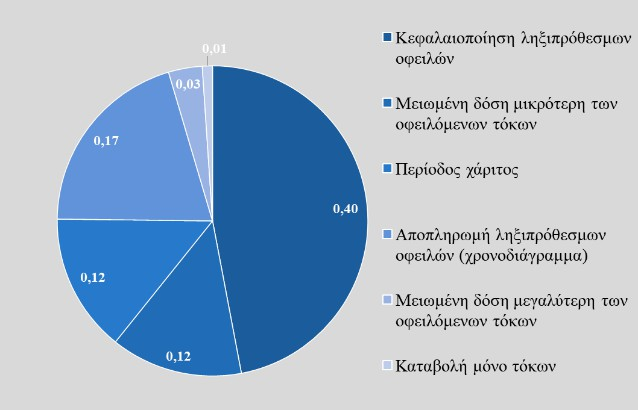 0,01
0,03
0,17
0,40
0,12
0,12
Κεφαλαιοποίηση ληξιπρόθεσμων
οφειλών
Μειωμένη δόση μικρότερη των
οφειλόμενων τόκων
Περίοδος χάριτος
Αποπληρωμή ληξιπρόθεσμων
οφειλών (χρονοδιάγραμμα)
Μειωμένη δόση μεγαλύτερη των
οφειλόμενων τόκων
Καταβολή μόνο τόκων